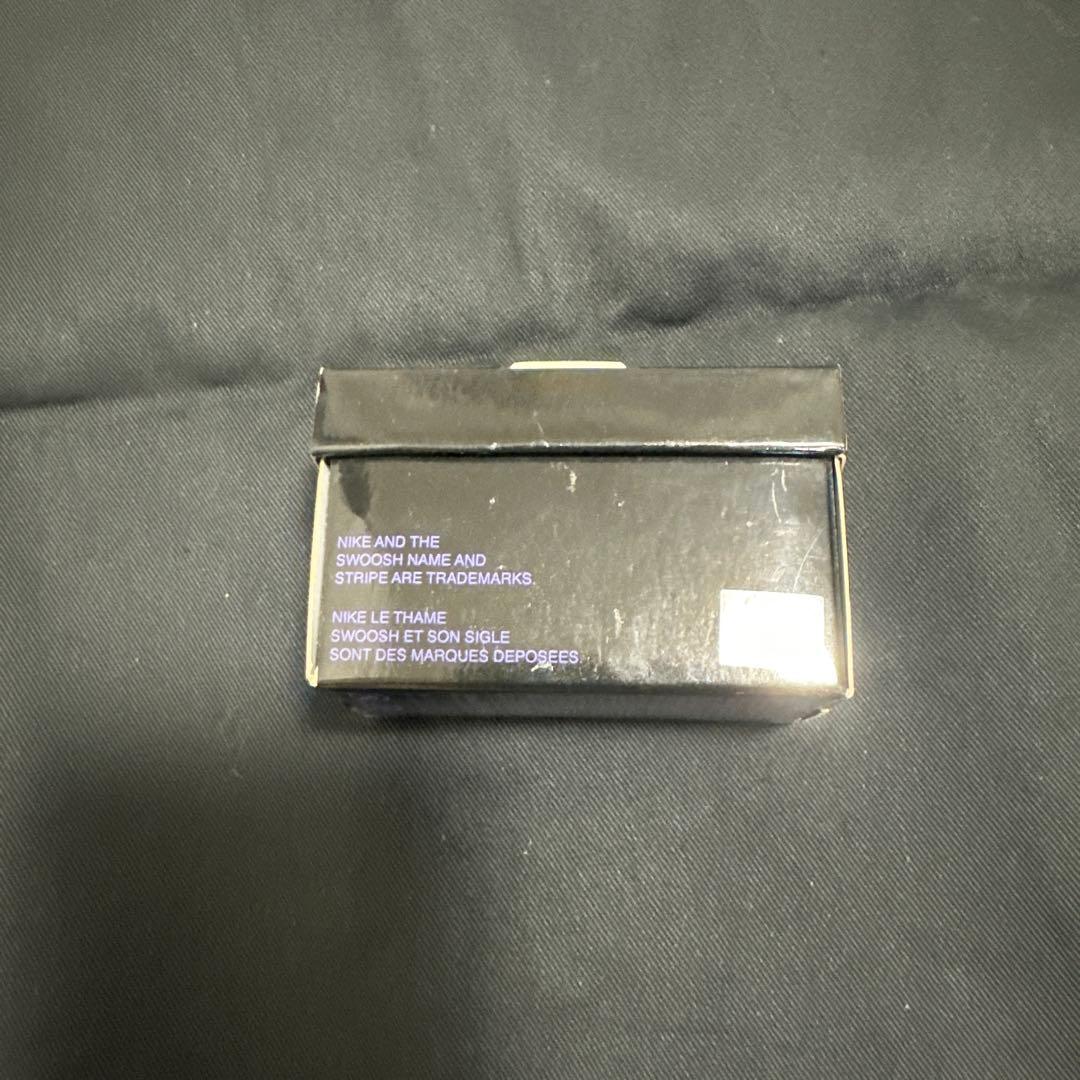 NIKE AND THE
SWOOSH NAME AND
STRIPE ARE TRADEMARKS.
NIKE LE THAME
SWOOSH ET SON SIGLE
SONT DES MARQUES DEPOSEES.